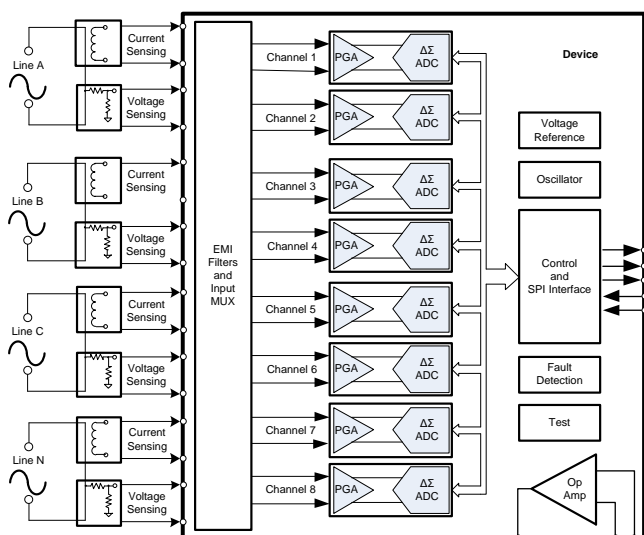 Line A
Current
Sensing
Voltage
Sensing
Line B
Current
Sensing
Voltage
Sensing
Line C
Current
Sensing
Voltage
Sensing
Line N
Current
Sensing
Voltage
Sensing
EMI
Filters
and
Input
MUX
Channel 1
PGA
ΔΣ
ADC
Channel 2
PGA
ΔΣ
ADC
Channel 3
PGA
ΔΣ
ADC
Channel 4
PGA
ΔΣ
ADC
Channel 5
PGA
ΔΣ
ADC
Channel 6
PGA
ΔΣ
ADC
Channel 7
PGA
ΔΣ
ADC
Channel 8
PGA
ΔΣ
ADC
Device
Voltage
Reference
Oscillator
Control
and
SPI Interface
Fault
Detection
Test
Op
Amp